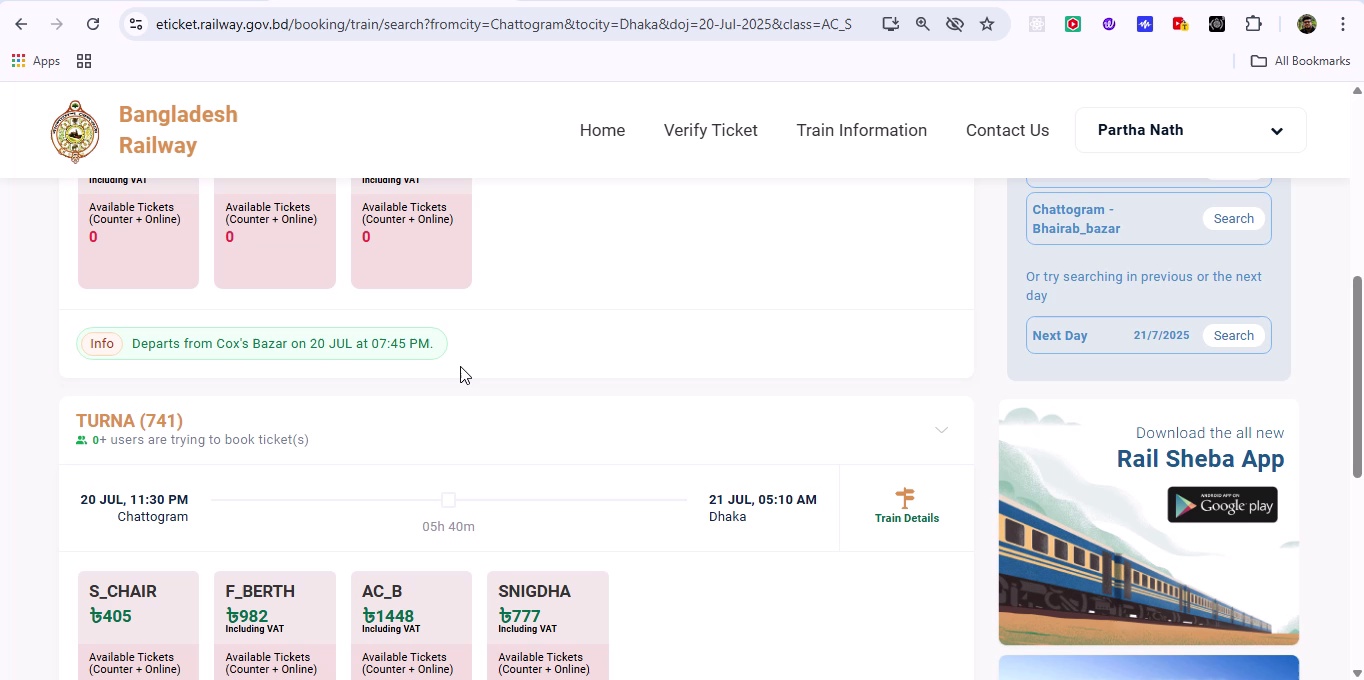 eticket.railway.gov.bd/booking/train/search?fromcity=Chattogram&tocity=Dhaka&doj=20-Jul-2025&class=AC_S
Apps
All Bookmarks
Bangladesh
Railway
Home
Verify Ticket
Train Information
Contact Us
Partha Nath
Including VAT
Including VAT
Available Tickets
(Counter + Online)
0
Available Tickets
(Counter + Online)
0
Available Tickets
(Counter + Online)
0
Info
Departs from Cox's Bazar on 20 JUL at 07:45 PM.
TURNA (741)
0+ users are trying to book ticket(s)
20 JUL, 11:30 PM
Chattogram
05h 40m
21 JUL, 05:10 AM
Dhaka
Train Details
S_CHAIR
৳405
Available Tickets
(Counter + Online)
F_BERTH
৳982
Including VAT
Available Tickets
(Counter + Online)
AC_B
৳1448
Including VAT
Available Tickets
(Counter + Online)
SNIGDHA
৳777
Including VAT
Available Tickets
(Counter + Online)
Chattogram -
Bhairab_bazar
Search
Or try searching in previous or the next
day
Next Day
21/7/2025
Search
Download the all new
Rail Sheba App
ANDROID APP ON
Google play